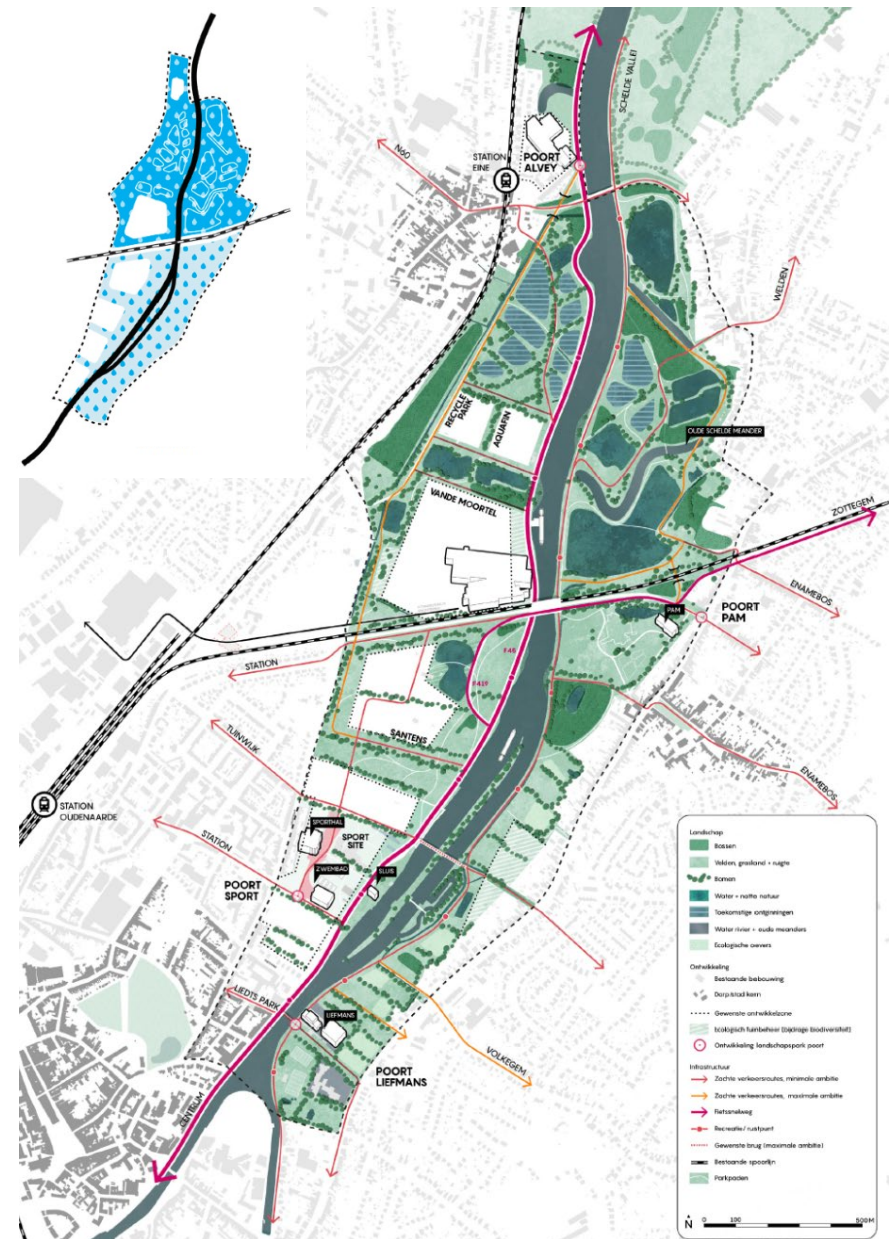 SCHELDE VALLEI
N60
STATION
EINE
POORT
ALVEY
WELDEN
RECYCLE
PARK
AQUAFIN
OUDE SCHELDE MEANDER
VANDE MOORTEL
ZOTTEGEM
ENAMEBOS
PAM
POORT
PAM
STATION
F45
F42F
SANTENS
TUINWIJK
ENAMEBOS
STATION
OUDENAARDE
STATION
SPORTHAL
SPORT
SITE
ZWEMBAD
SLUIS
POORT
SPORT
LIEDTS PARK
LIEFMANS
VOLKEGEM
POORT
LIEFMANS
CENTRUM
Landschap
Bossen
Velden, grasland + ruigte
Bomen
Water + natte natuur
Toekomstige ontginningen
Water rivier + oude meanders
Ecologische oevers
Ontwikkeling
Bestaande bebouwing
Dorp/stadkern
Gewenste ontwikkelzone
Ecologisch tuinbeheer (bijdrage biodiversiteit)
Ontwikkeling landschapspark poort
Infrastructuur
Zachte verkeersroutes, minimale ambitie
Zachte verkeersroutes, maximale ambitie
Fietssnelweg
Recreatie/ rustpunt
Gewenste brug (maximale ambitie)
Bestaande spoorlijn
Parkpaden
N 0 100 500 M